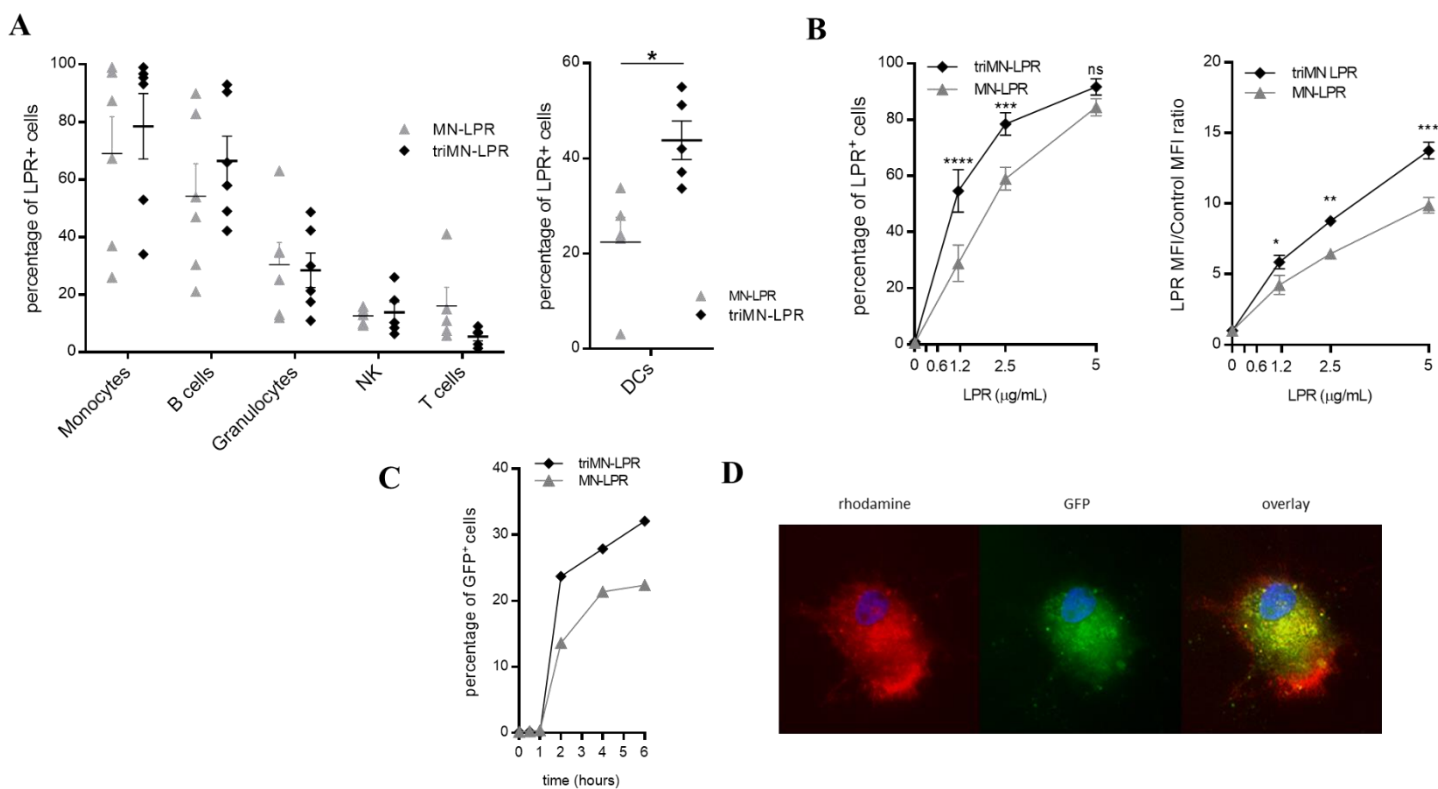 A
percentage of LPR+ cells
100
80
60
40
20
0
MN-LPR
triMN-LPR
Monocytes
B cells
Granulocytes
NK
T cells
percentage of LPR+ cells
60
40
20
0
*
MN-LPR
triMN-LPR
DCs
B
percentage of LPR+ cells
100
80
60
40
20
0
triMN-LPR
MN-LPR
****
***
ns
0 0.6 1.2 2.5 5
LPR (μg/mL)
LPR MFI/Control MFI ratio
20
15
10
5
0
triMN LPR
MN-LPR
*
**
***
0 0.6 1.2 2.5 5
LPR (μg/mL)
C
percentage of GFP+ cells
40
30
20
10
0
triMN-LPR
MN-LPR
0 1 2 3 4 5 6
time (hours)
D
rhodamine GFP overlay